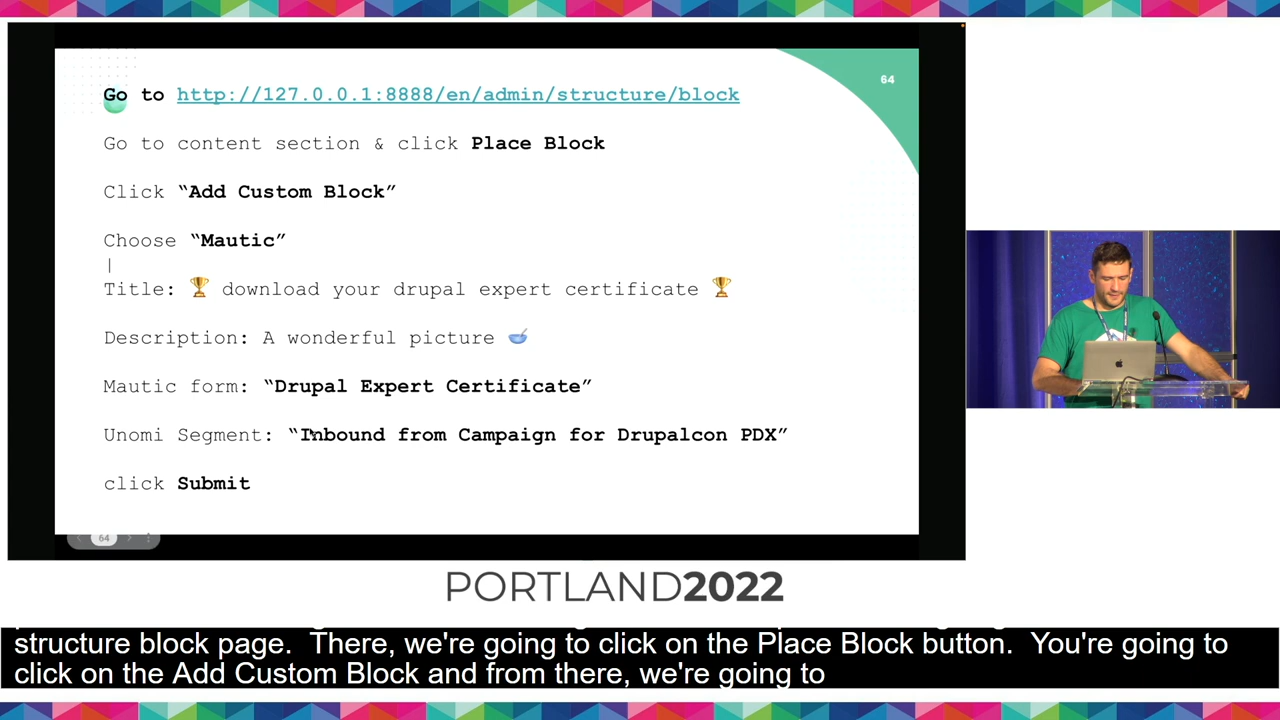 64
Go to http://127.0.0.1:8888/en/admin/structure/block
Go to content section & click Place Block
Click “Add Custom Block”
Choose “Mautic”
|
Title: 🏆 download your drupal expert certificate 🏆
Description: A wonderful picture 🥣
Mautic form: “Drupal Expert Certificate”
Unomi Segment: “Inbound from Campaign for Drupalcon PDX”
click Submit
64
PORTLAND2022
structure block page.  There, we're going to click on the Place Block button.  You're going to
click on the Add Custom Block and from there, we're going to